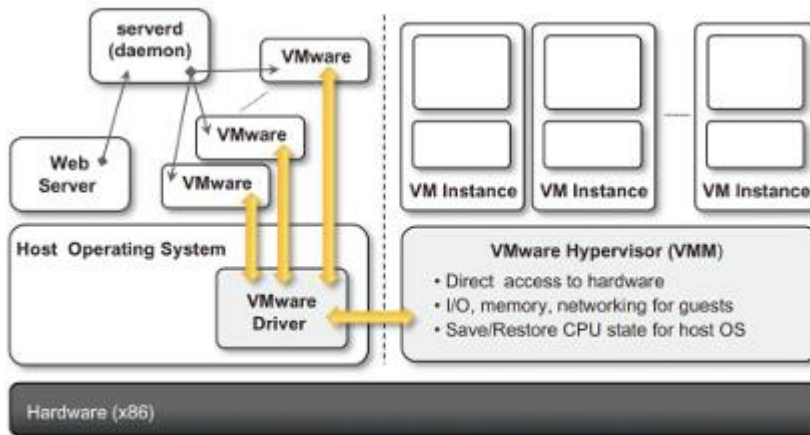 serverd
(daemon)
VMware
VMware
VMware
Web
Server
Host Operating System
VMware
Driver
VM Instance
VM Instance
VM Instance
VMware Hypervisor (VMM)
• Direct access to hardware
• I/O, memory, networking for guests
• Save/Restore CPU state for host OS
Hardware (x86)